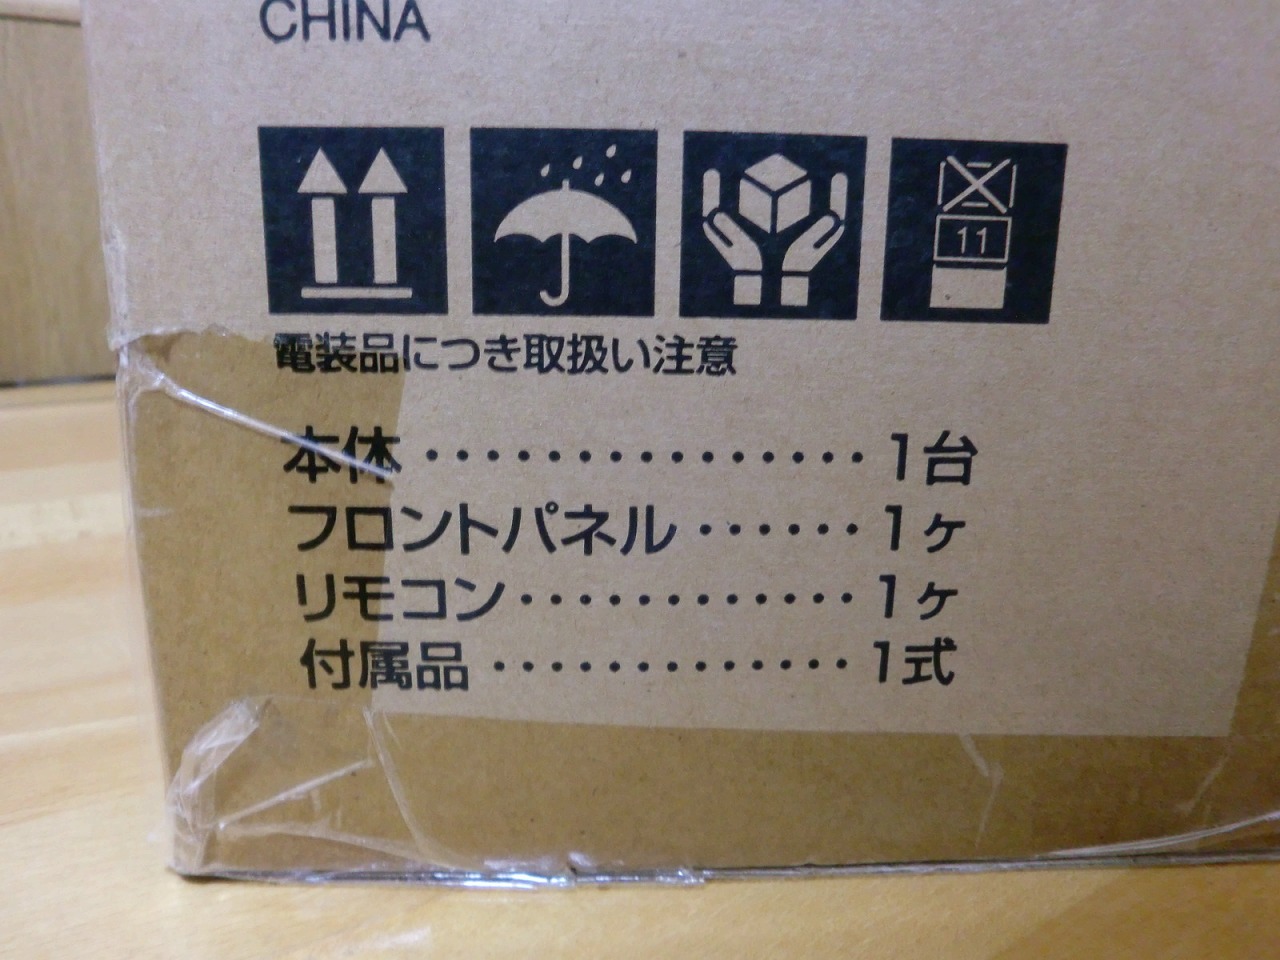 CHINA
11
電装品につき取扱い注意
本体・・・・・・・・・・・・・・・1台
フロントパネル・・・・・・1ヶ
リモコン・・・・・・・・・・・・1ヶ
付属品・・・・・・・・・・・・・1式